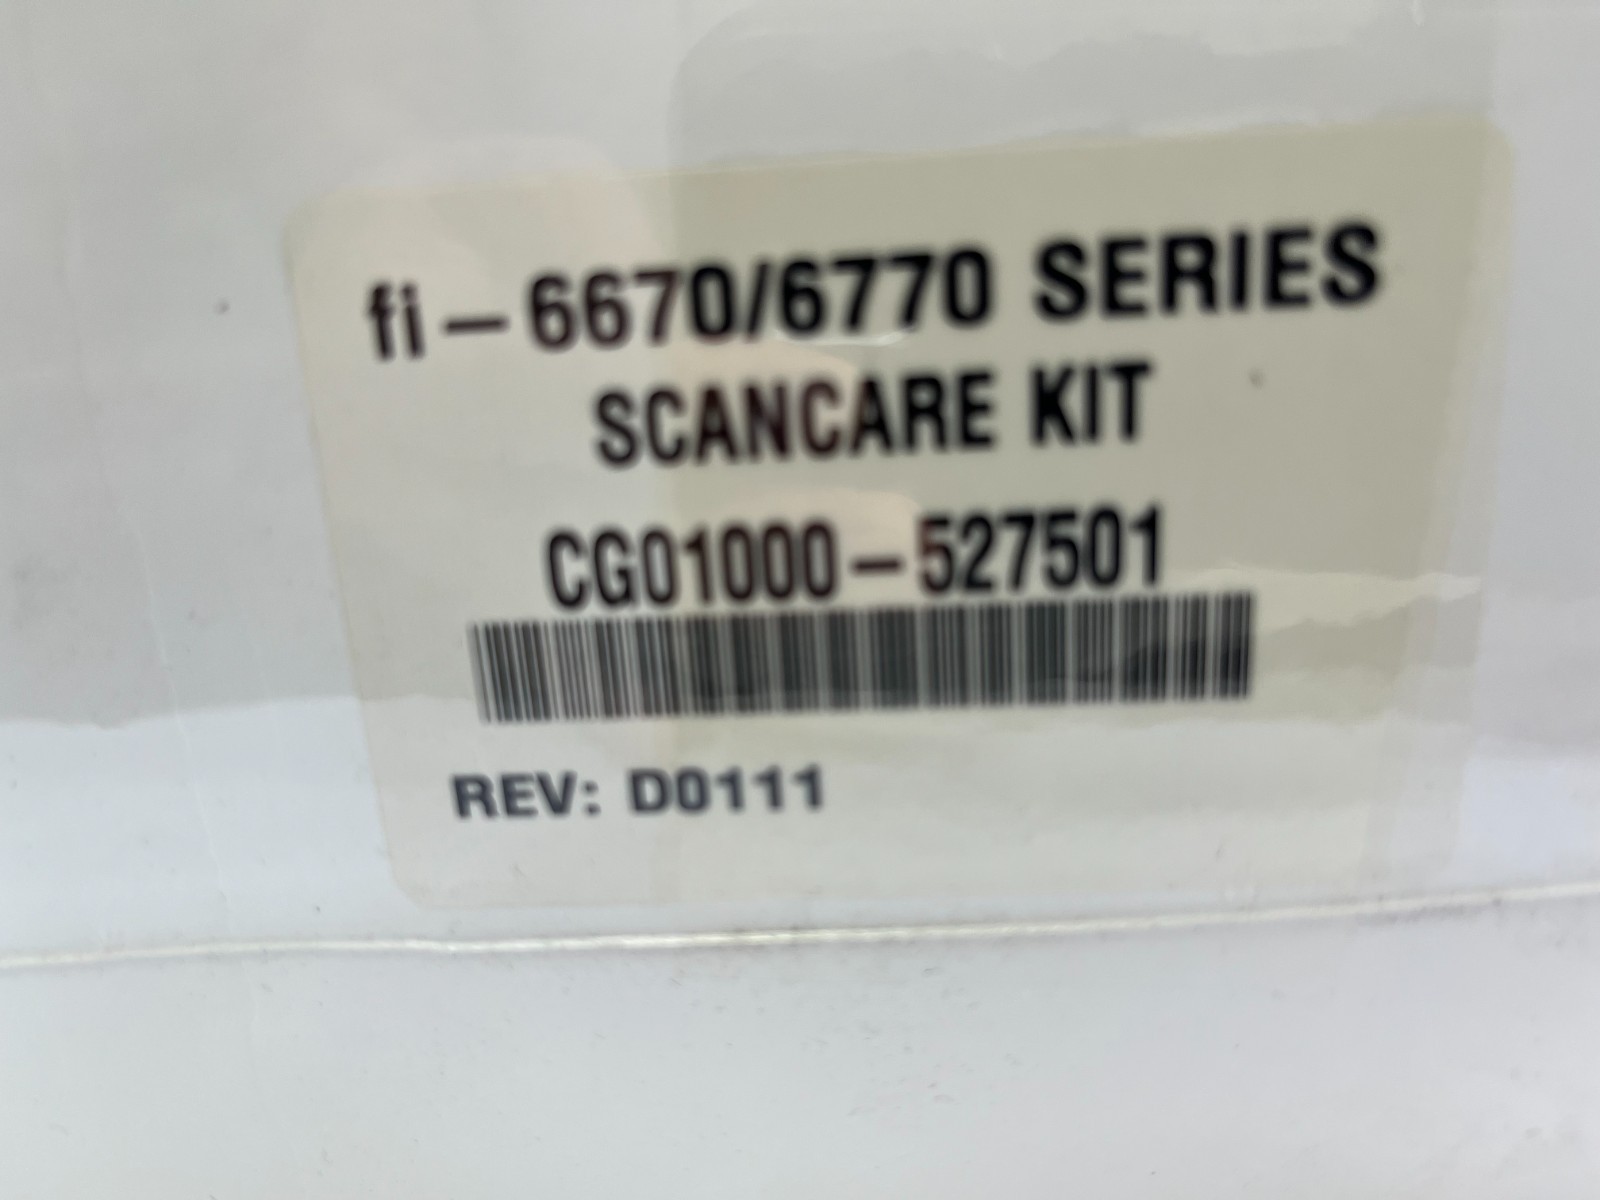 fi-6670/6770 SERIES
SCANCARE KIT
CG01000-527501
REV: D0111